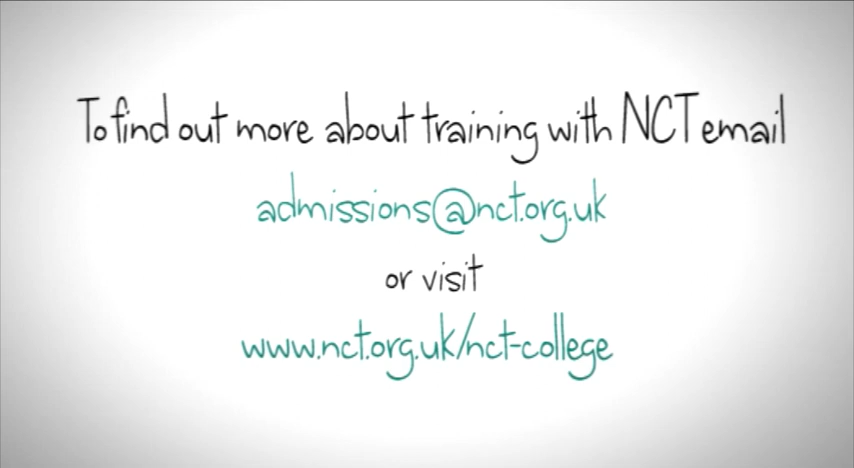 To find out more about training with NCT email
admissions@nct.org.uk
or visit
www.nct.org.uk/nct-college